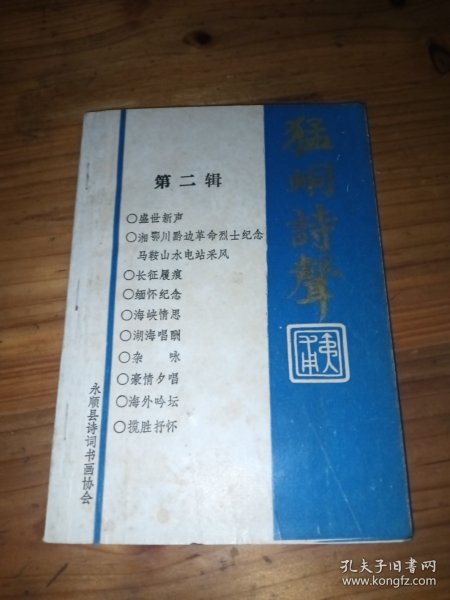 猛峒詩聲
第二辑
○盛世新声
○湘鄂川黔边革命烈士纪念
马鞍山水电站采风
○长征履痕
○缅怀纪念
○海峡情思
○湖海唱酬
○杂 咏
○豪情夕唱
○海外吟坛
○揽胜抒怀
永顺县诗词书画协会
孔夫子旧书网
www.kongfz.com